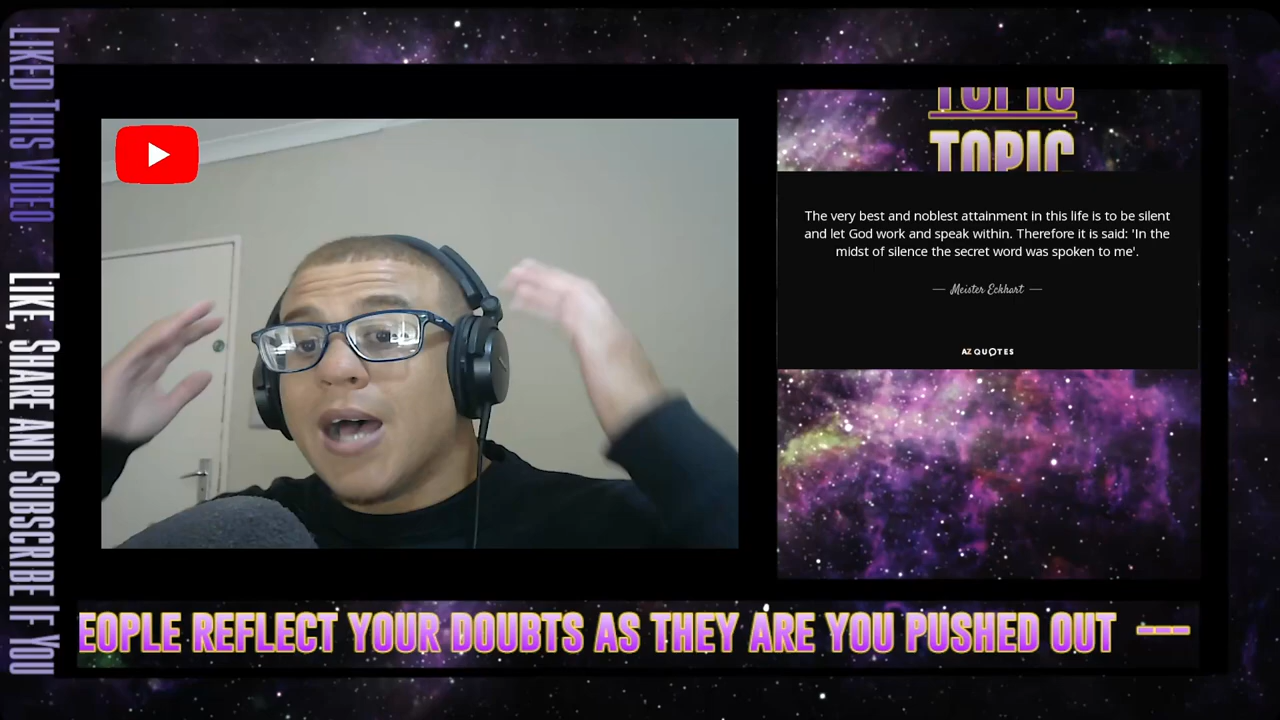 LIKED THIS VIDEO
LIKE, SHARE AND SUBSCRIBE IF YOU
TOPIC
TOPIC
The very best and noblest attainment in this life is to be silent
and let God work and speak within. Therefore it is said: 'In the
midst of silence the secret word was spoken to me'.
— Meister Eckhart —
AZ QUOTES
EOPLE REFLECT YOUR DOUBTS AS THEY ARE YOU PUSHED OUT ---